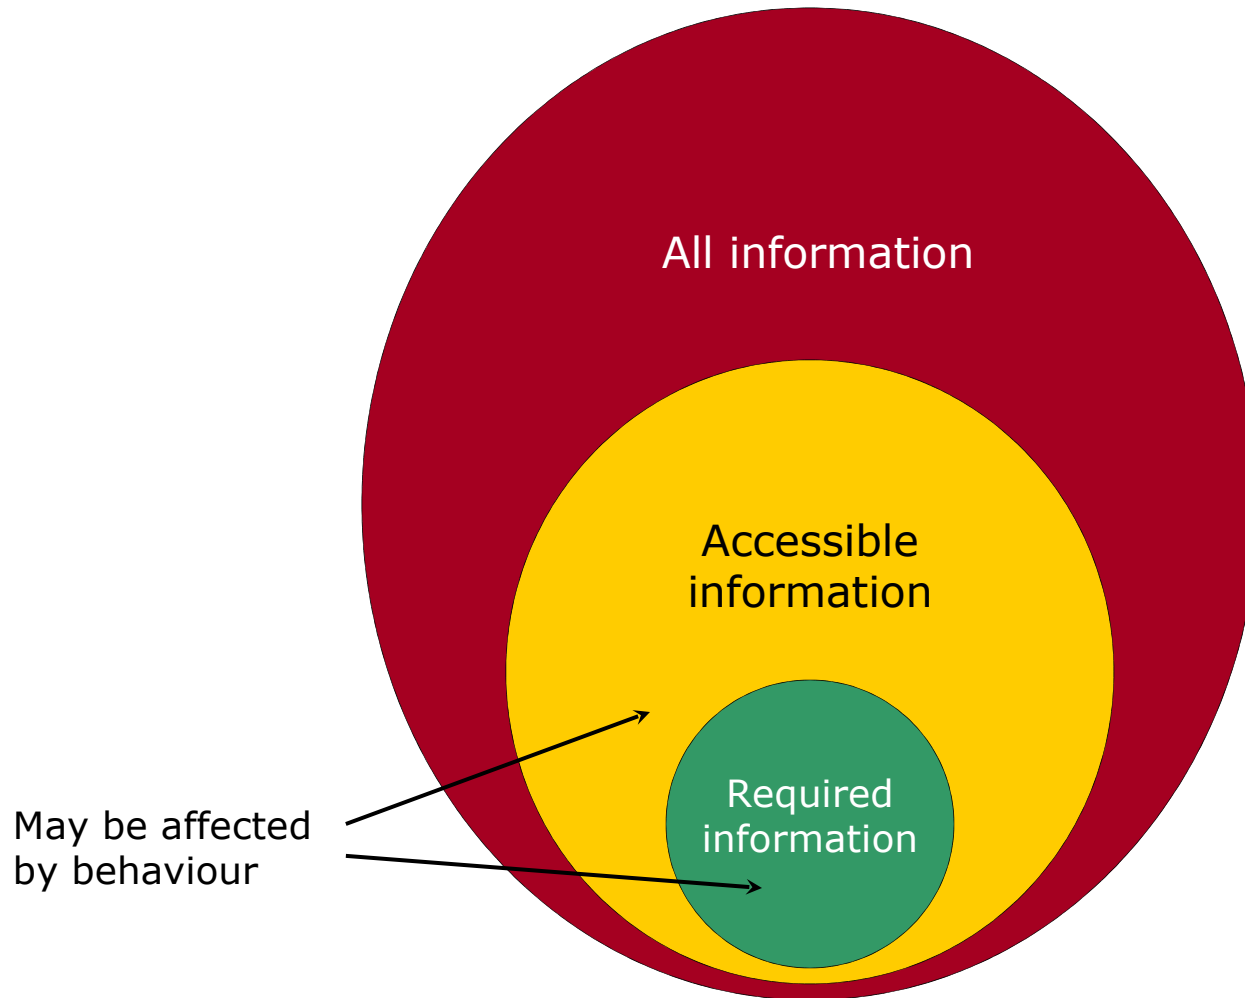 All information
Accessible
information
Required
information
May be affected
by behaviour